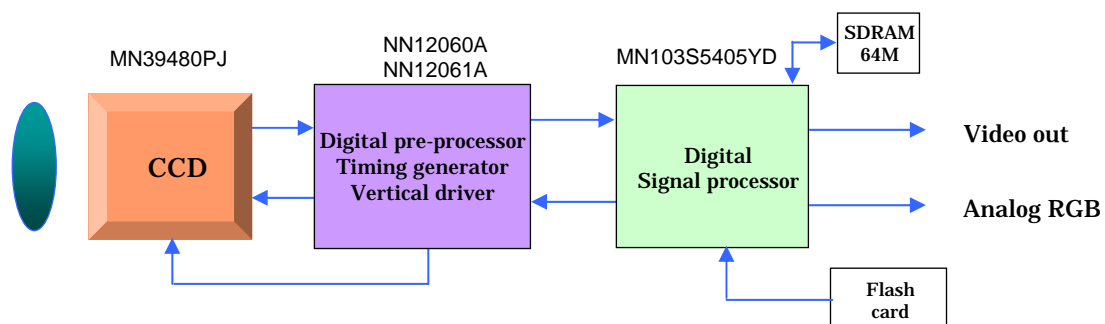 MN39480PJ
CCD
NN12060A
NN12061A
Digital pre-processor
Timing generator
Vertical driver
MN103S5405YD
Digital
Signal processor
SDRAM
64M
Video out
Analog RGB
Flash
card